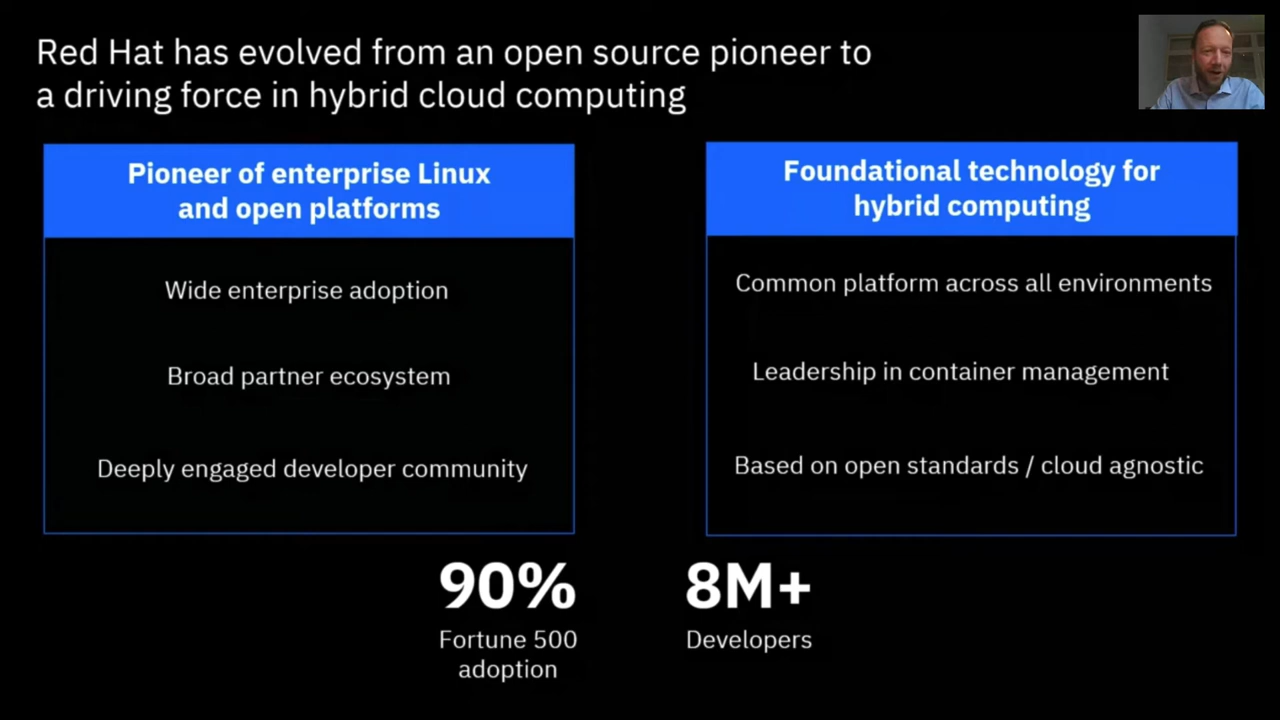 Red Hat has evolved from an open source pioneer to
a driving force in hybrid cloud computing
Pioneer of enterprise Linux
and open platforms
Wide enterprise adoption
Broad partner ecosystem
Deeply engaged developer community
Foundational technology for
hybrid computing
Common platform across all environments
Leadership in container management
Based on open standards / cloud agnostic
90%
Fortune 500
adoption
8M+
Developers